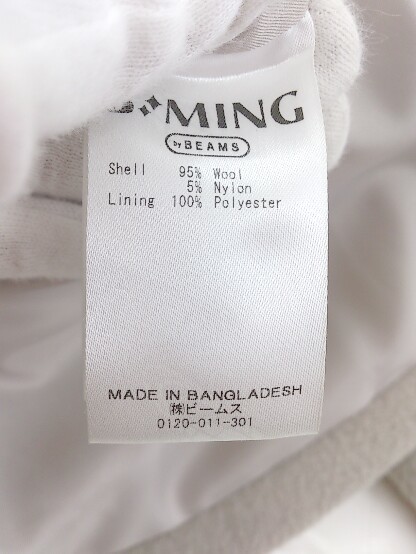 MING
by BEAMS
Shell 95% Wool
5% Nylon
Lining 100% Polyester
MADE IN BANGLADESH
㈱ビームス
0120-011-301